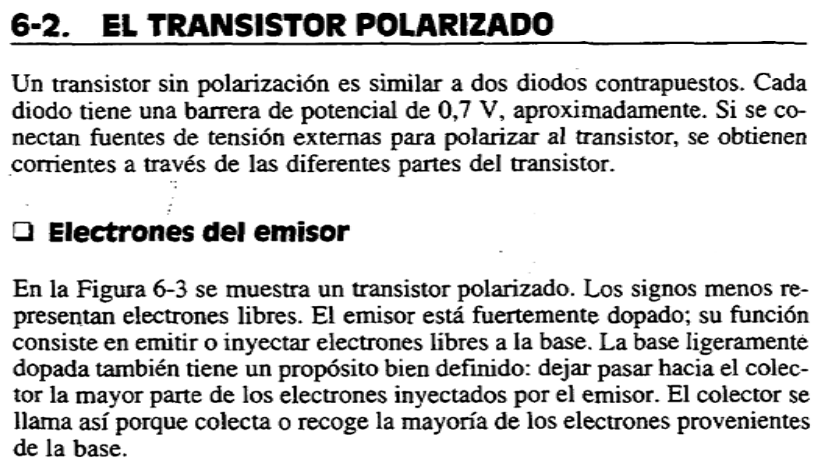 6-2. EL TRANSISTOR POLARIZADO
Un transistor sin polarización es similar a dos diodos contrapuestos. Cada
diodo tiene una barrera de potencial de 0,7 V, aproximadamente. Si se co-
nectan fuentes de tensión externas para polarizar al transistor, se obtienen
corrientes a través de las diferentes partes del transistor.
❏ Electrones del emisor
En la Figura 6-3 se muestra un transistor polarizado. Los signos menos re-
presentan electrones libres. El emisor está fuertemente dopado; su función
consiste en emitir o inyectar electrones libres a la base. La base ligeramente
dopada también tiene un propósito bien definido: dejar pasar hacia el colec-
tor la mayor parte de los electrones inyectados por el emisor. El colector se
llama así porque colecta o recoge la mayoría de los electrones provenientes
de la base.